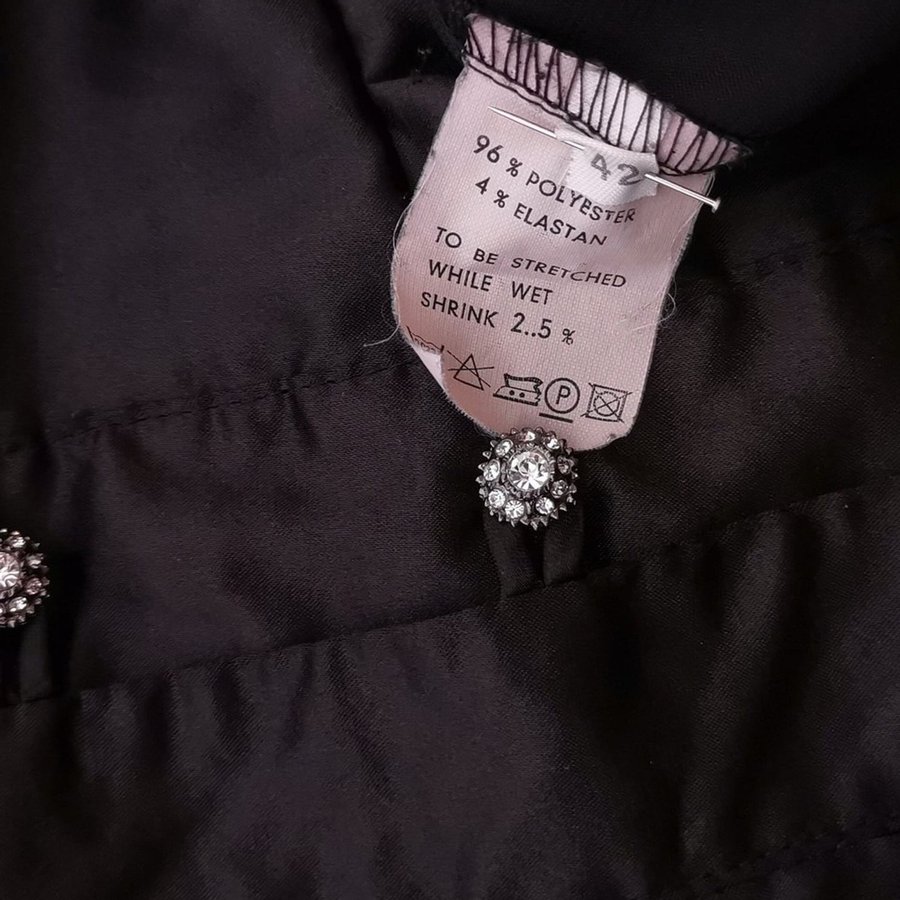 42
96 % POLYESTER
4 % ELASTAN
TO BE STRETCHED
WHILE WET
SHRINK 2..5 %
P